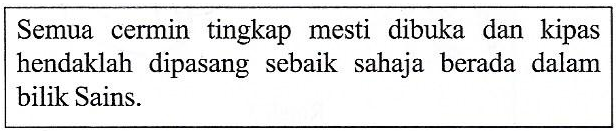 Semua cermin tingkap mesti dibuka dan kipas
hendaklah dipasang sebaik sahaja berada dalam
bilik Sains.